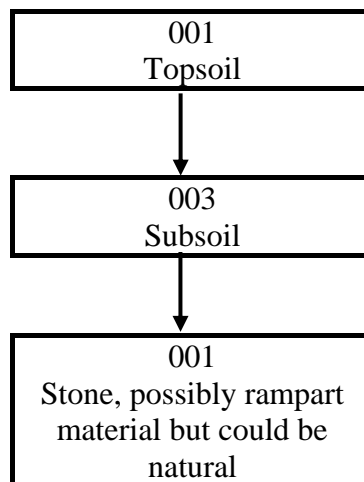 001
Topsoil
003
Subsoil
001
Stone, possibly rampart
material but could be
natural